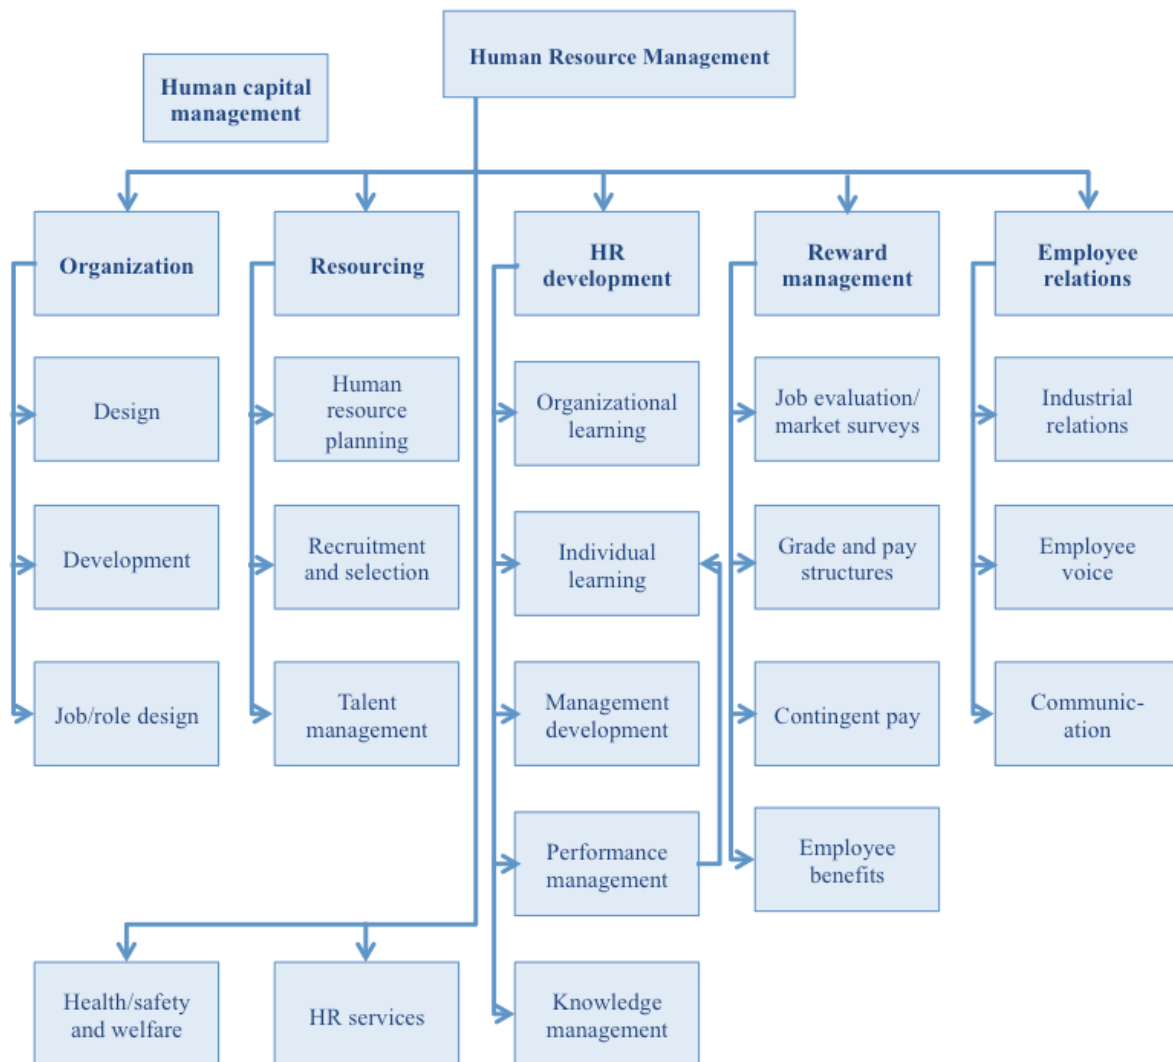 Human Resource Management
Human capital
management
Organization
Resourcing
HR
development
Reward
management
Employee
relations
Design
Human
resource
planning
Organizational
learning
Job evaluation/
market surveys
Industrial
relations
Development
Recruitment
and selection
Individual
learning
Grade and pay
structures
Employee
voice
Job/role design
Talent
management
Management
development
Contingent pay
Communic-
ation
Performance
management
Employee
benefits
Health/safety
and welfare
HR services
Knowledge
management